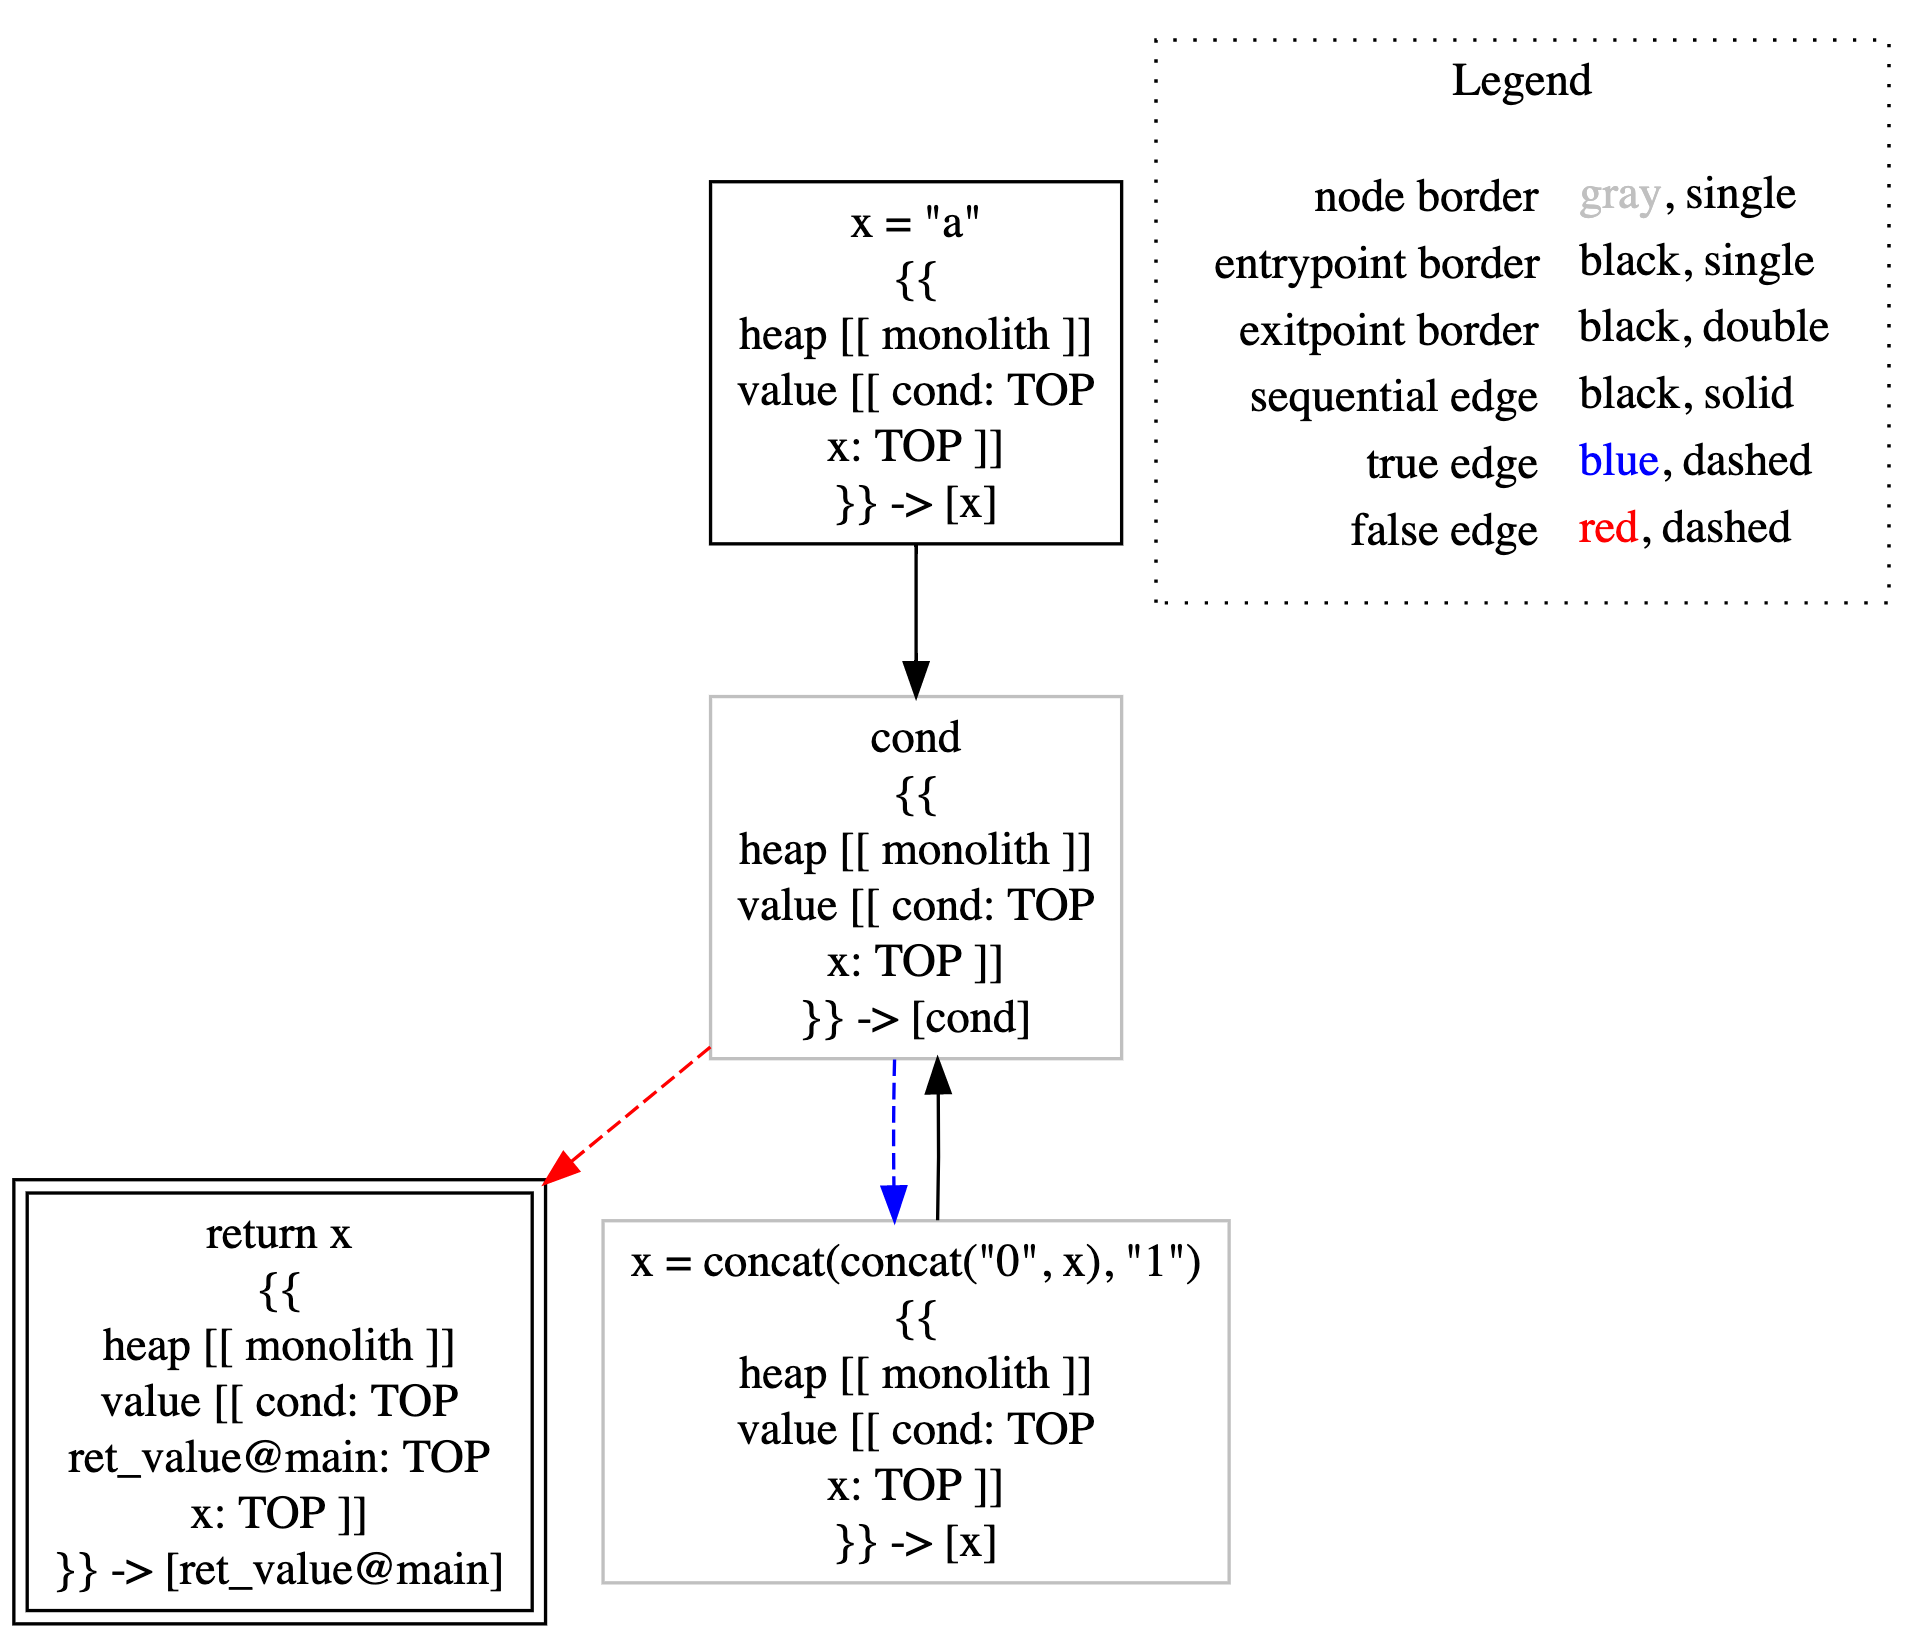 Legend
node border gray, single
entrypoint border black, single
exitpoint border black, double
sequential edge black, solid
true edge blue, dashed
false edge red, dashed
x = "a"
{{
heap [[ monolith ]]
value [[ cond: TOP
x: TOP ]]
}} -> [x]
cond
{{
heap [[ monolith ]]
value [[ cond: TOP
x: TOP ]]
}} -> [cond]
return x
{{
heap [[ monolith ]]
value [[ cond: TOP
ret_value@main: TOP
x: TOP ]]
}} -> [ret_value@main]
x = concat(concat("0", x), "1")
{{
heap [[ monolith ]]
value [[ cond: TOP
x: TOP ]]
}} -> [x]